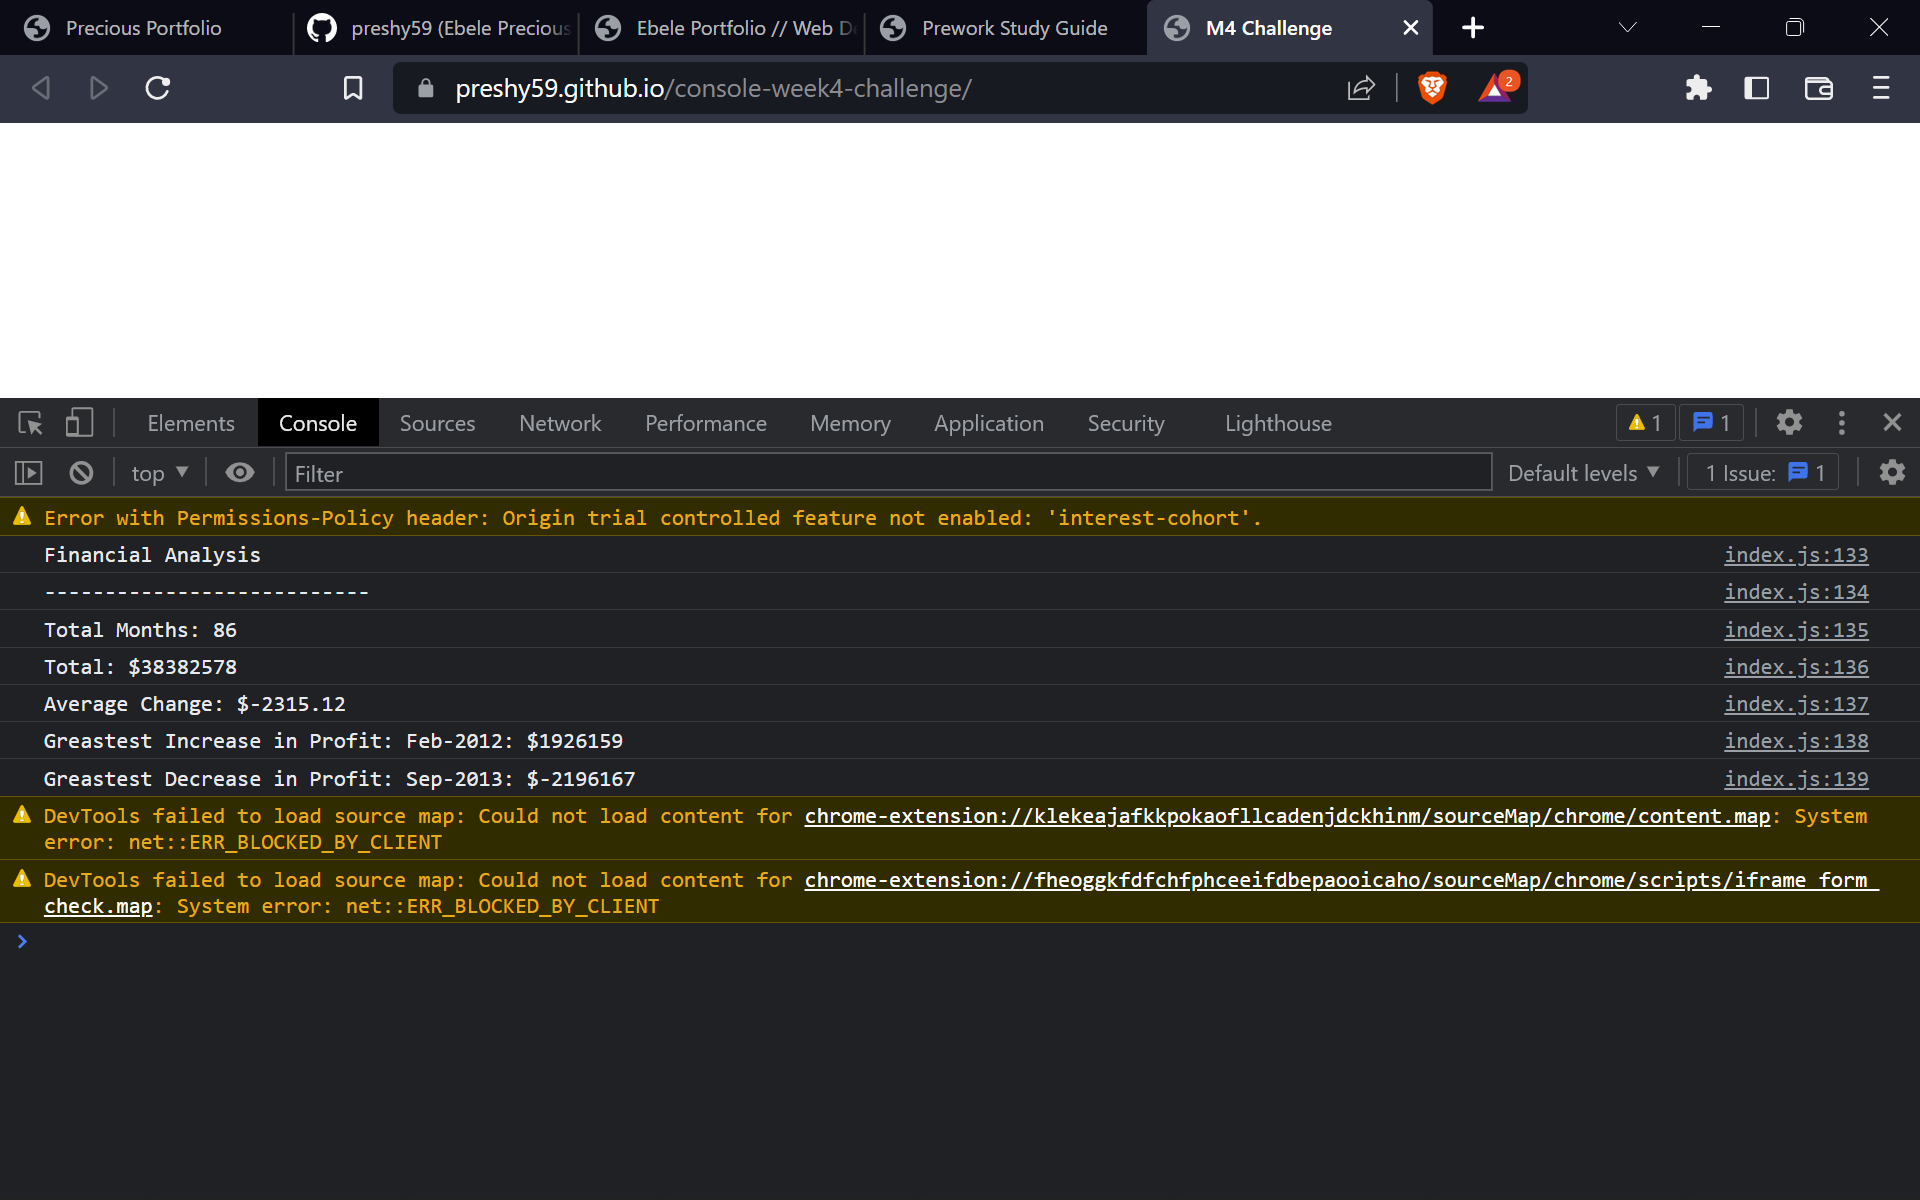 Precious Portfolio
preshy59 (Ebele Precious
Ebele Portfolio // Web De
Prework Study Guide
M4 Challenge
preshy59.github.io/console-week4-challenge/
2
Elements Console Sources Network Performance Memory Application Security Lighthouse 1 1
top Filter Default levels 1 Issue: 1
Error with Permissions-Policy header: Origin trial controlled feature not enabled: 'interest-cohort'.
Financial Analysis index.js:133
--------------------------- index.js:134
Total Months: 86 index.js:135
Total: $38382578 index.js:136
Average Change: $-2315.12 index.js:137
Greastest Increase in Profit: Feb-2012: $1926159 index.js:138
Greastest Decrease in Profit: Sep-2013: $-2196167 index.js:139
DevTools failed to load source map: Could not load content for chrome-extension://klekeajafkkpokaofllcadenjdckhinm/sourceMap/chrome/content.map: System
error: net::ERR_BLOCKED_BY_CLIENT
DevTools failed to load source map: Could not load content for chrome-extension://fheoggkfdfchfphceeifdbepaooicaho/sourceMap/chrome/scripts/iframe_form_
check.map: System error: net::ERR_BLOCKED_BY_CLIENT